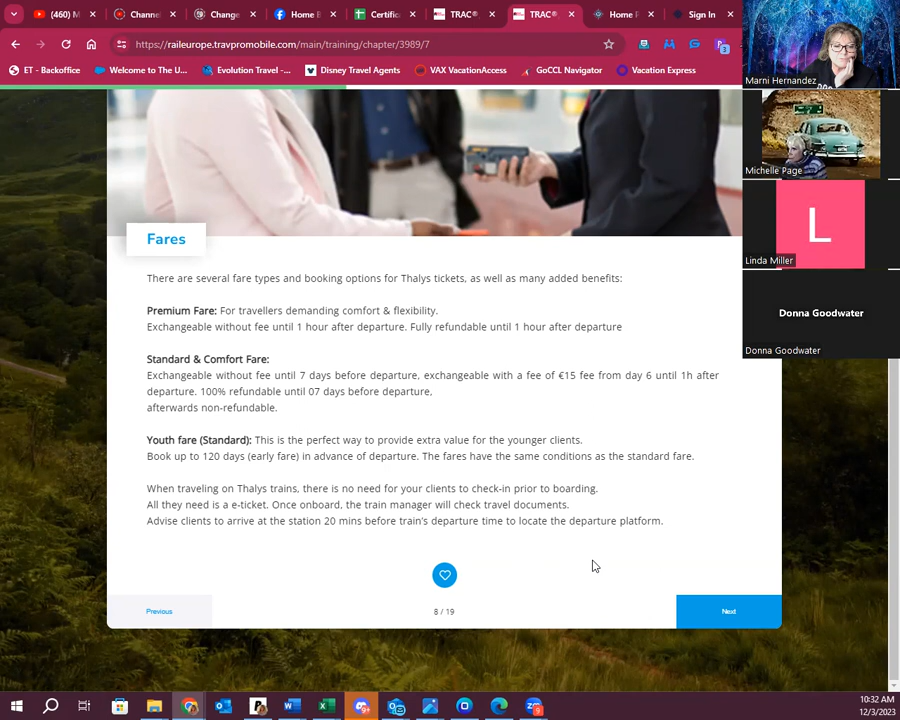 (460) M
Channel
Change
Home
Certific
TRAC®
TRAC®
Home
Sign In
https://raileurope.travpromobile.com/main/training/chapter/3989/7
3
ET - Backoffice
Welcome to The U...
Evolution Travel -...
Disney Travel Agents
VAX VacationAccess
GoCCL Navigator
Vacation Express
Marni Hernandez
Michelle Page
L
Linda Miller
Donna Goodwater
Donna Goodwater
Fares
There are several fare types and booking options for Thalys tickets, as well as many added benefits:
Premium Fare: For travellers demanding comfort & flexibility.
Exchangeable without fee until 1 hour after departure. Fully refundable until 1 hour after departure
Standard & Comfort Fare:
Exchangeable without fee until 7 days before departure, exchangeable with a fee of €15 fee from day 6 until 1h after
departure. 100% refundable until 07 days before departure,
afterwards non-refundable.
Youth fare (Standard): This is the perfect way to provide extra value for the younger clients.
Book up to 120 days (early fare) in advance of departure. The fares have the same conditions as the standard fare.
When traveling on Thalys trains, there is no need for your clients to check-in prior to boarding.
All they need is a e-ticket. Once onboard, the train manager will check travel documents.
Advise clients to arrive at the station 20 mins before train's departure time to locate the departure platform.
Previous
8 / 19
Next
10:32 AM
12/3/2023